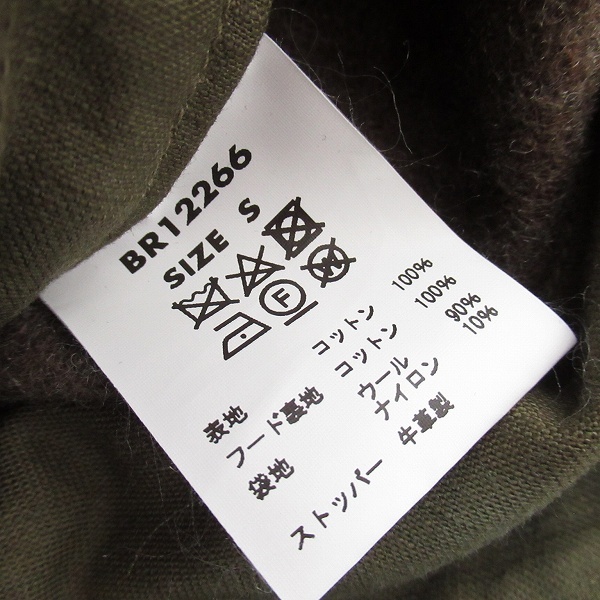 BR12266
SIZE S
F
W
表地 コットン 100%
フード裏地 コットン 100%
袋地 ウール 90%
ナイロン 10%
ストッパー 牛革製